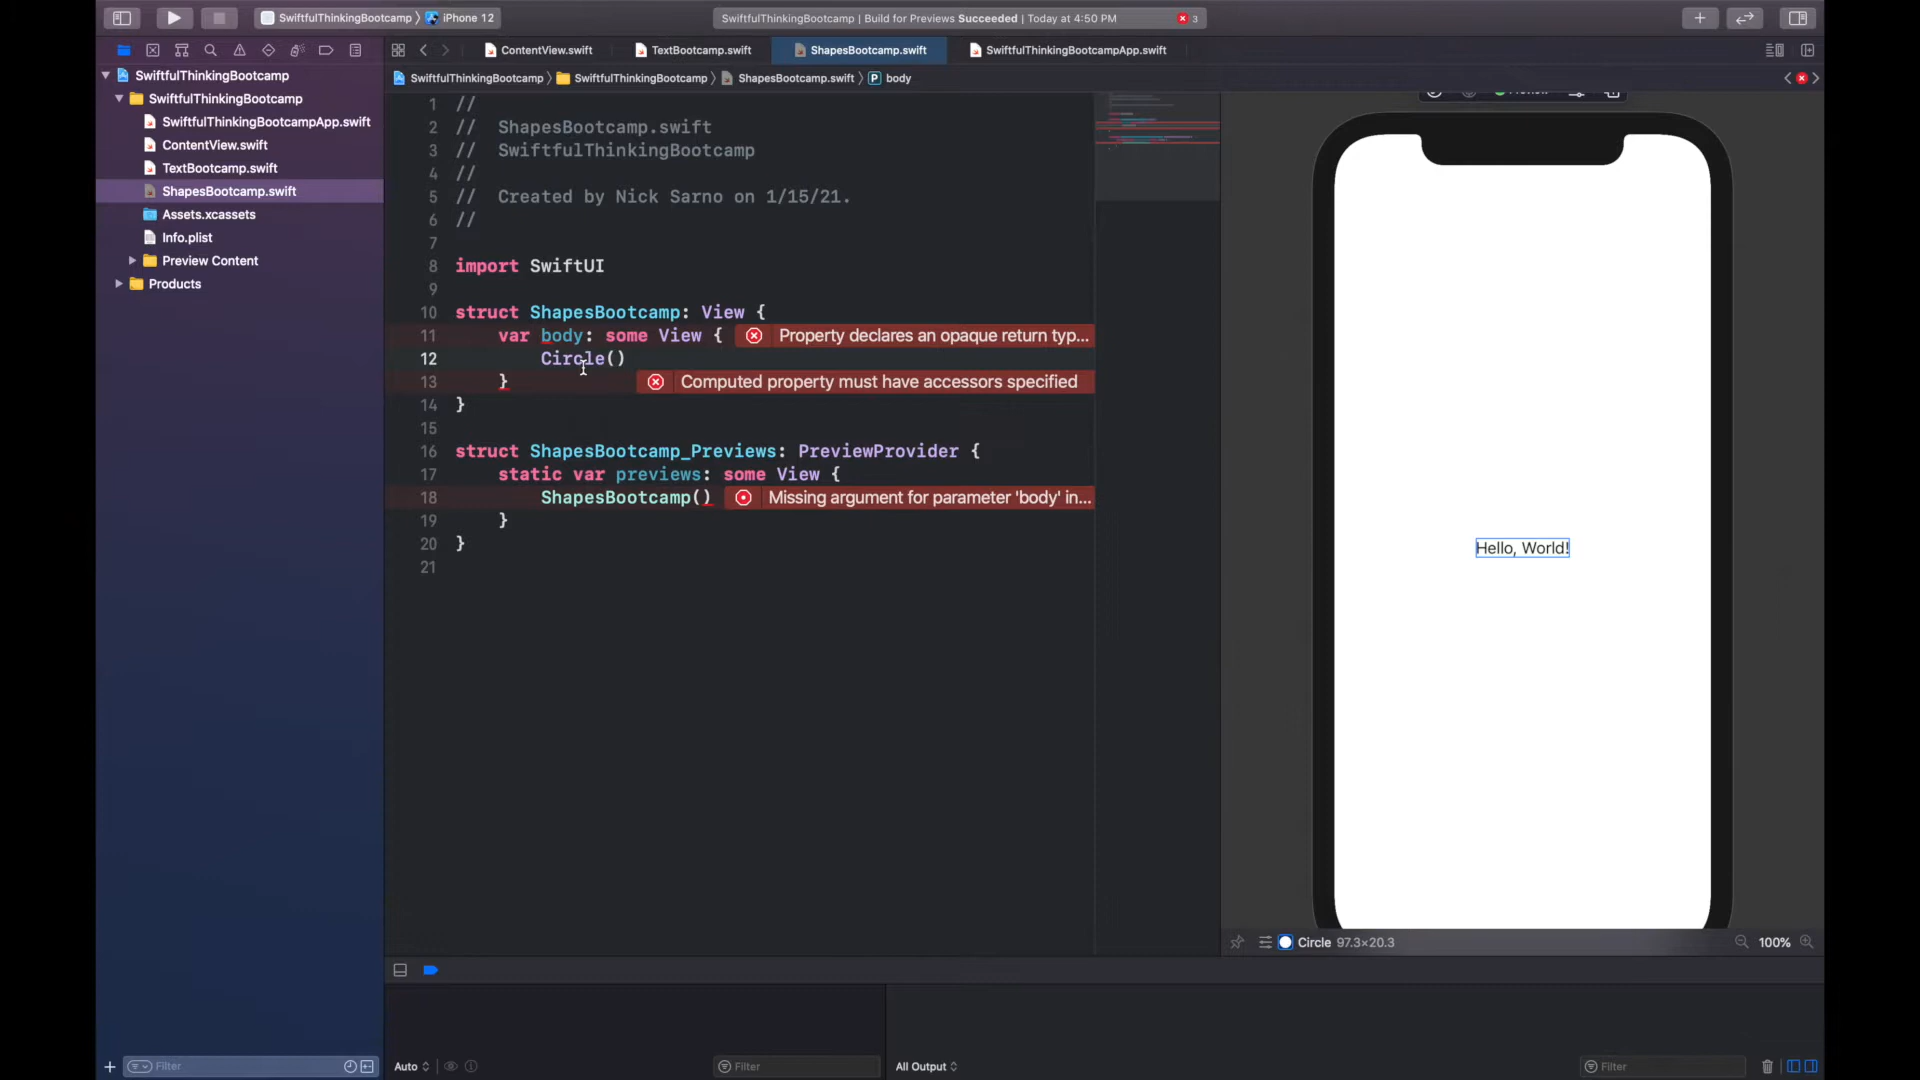 SwiftfulThinkingBootcamp 〉 iPhone 12
SwiftfulThinkingBootcamp | Build for Previews Succeeded | Today at 4:50 PM
3
ContentView.swift
TextBootcamp.swift
ShapesBootcamp.swift
SwiftfulThinkingBootcampApp.swift
SwiftfulThinkingBootcamp 〉 SwiftfulThinkingBootcamp 〉 ShapesBootcamp.swift 〉 P body
SwiftfulThinkingBootcamp
SwiftfulThinkingBootcamp
SwiftfulThinkingBootcampApp.swift
ContentView.swift
TextBootcamp.swift
ShapesBootcamp.swift
Assets.xcassets
Info.plist
Preview Content
Products
Filter
1 //
2 //  ShapesBootcamp.swift
3 //  SwiftfulThinkingBootcamp
4 //
5 //  Created by Nick Sarno on 1/15/21.
6 //
7
8 import SwiftUI
9
10 struct ShapesBootcamp: View {
11     var body: some View { Property declares an opaque return typ...
12         Circle()
13     } Computed property must have accessors specified
14 }
15
16 struct ShapesBootcamp_Previews: PreviewProvider {
17     static var previews: some View {
18         ShapesBootcamp() Missing argument for parameter 'body' in...
19     }
20 }
21
Hello, World!
Circle 97.3×20.3
100%
Auto
Filter
All Output
Filter